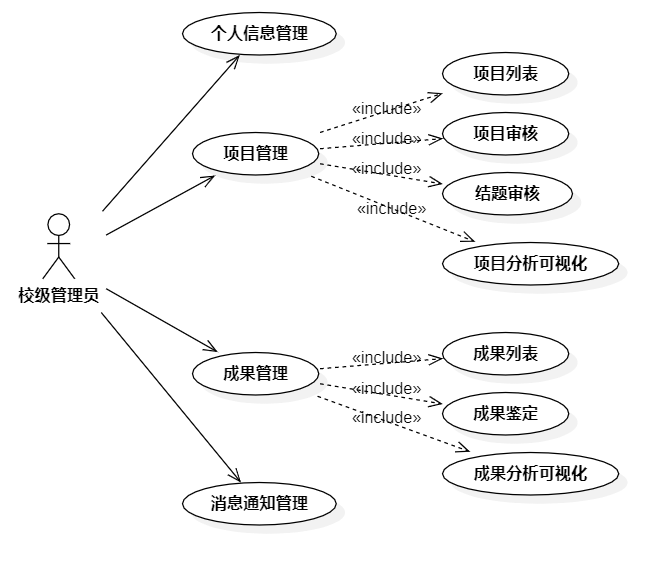 个人信息管理
项目列表
«include»
项目审核
«include»
项目管理
«include»
结题审核
«include»
项目分析可视化
校级管理员
成果列表
«include»
成果管理
«include»
成果鉴定
«include»
成果分析可视化
消息通知管理